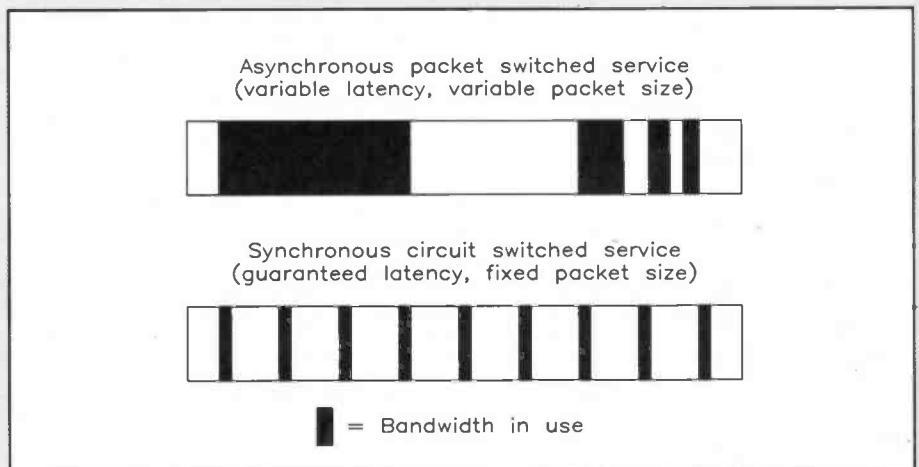 Asynchronous packet switched service
(variable latency, variable packet size)
Synchronous circuit switched service
(guaranteed latency, fixed packet size)
= Bandwidth in use